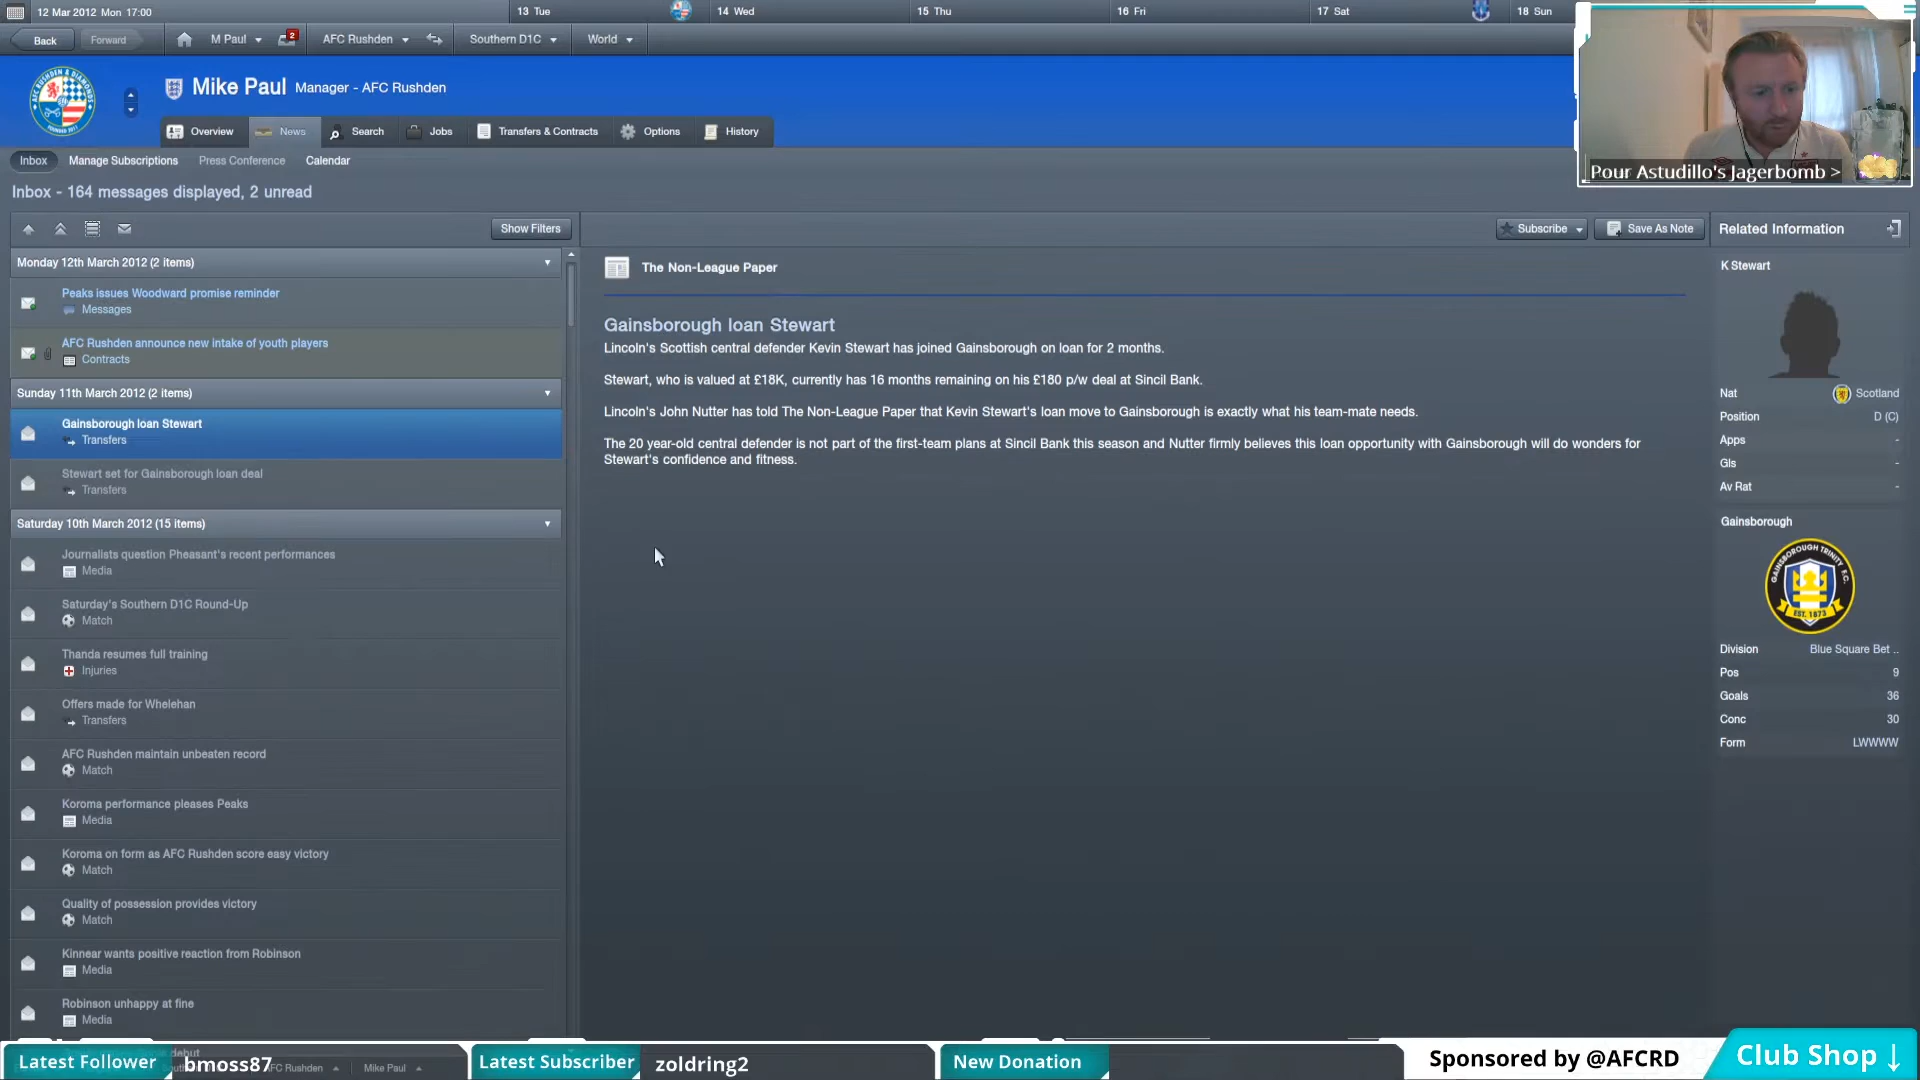 12 Mar 2012 Mon 17:00
13 Tue
14 Wed
15 Thu
16 Fri
17 Sat
18 Sun
Back
Forward
M Paul
2
AFC Rushden
Southern D1C
World
Mike Paul Manager - AFC Rushden
Overview
News
Search
Jobs
Transfers & Contracts
Options
History
Inbox
Manage Subscriptions
Press Conference
Calendar
Pour Astudillo's Jagerbomb >
Inbox - 164 messages displayed, 2 unread
Show Filters
Subscribe
Save As Note
Related Information
Monday 12th March 2012 (2 items)
Peaks issues Woodward promise reminder
Messages
AFC Rushden announce new intake of youth players
Contracts
Sunday 11th March 2012 (2 items)
Gainsborough loan Stewart
Transfers
Stewart set for Gainsborough loan deal
Transfers
Saturday 10th March 2012 (15 items)
Journalists question Pheasant's recent performances
Media
Saturday's Southern D1C Round-Up
Match
Thanda resumes full training
Injuries
Offers made for Whelehan
Transfers
AFC Rushden maintain unbeaten record
Match
Koroma performance pleases Peaks
Media
Koroma on form as AFC Rushden score easy victory
Match
Quality of possession provides victory
Match
Kinnear wants positive reaction from Robinson
Media
Robinson unhappy at fine
Media
The Non-League Paper
Gainsborough loan Stewart
Lincoln's Scottish central defender Kevin Stewart has joined Gainsborough on loan for 2 months.
Stewart, who is valued at £18K, currently has 16 months remaining on his £180 p/w deal at Sincil Bank.
Lincoln's John Nutter has told The Non-League Paper that Kevin Stewart's loan move to Gainsborough is exactly what his team-mate needs.
The 20 year-old central defender is not part of the first-team plans at Sincil Bank this season and Nutter firmly believes this loan opportunity with Gainsborough will do wonders for
Stewart's confidence and fitness.
K Stewart
Nat Scotland
Position D (C)
Apps -
Gls -
Av Rat -
Gainsborough
GAINSBOROUGH TRINITY F.C.
EST. 1873
Division Blue Square Bet ..
Pos 9
Goals 36
Conc 30
Form LWWWW
debut
AFC Rushden
Mike Paul
Latest Follower
bmoss87
Latest Subscriber
zoldring2
New Donation
Sponsored by @AFCRD
Club Shop ↓